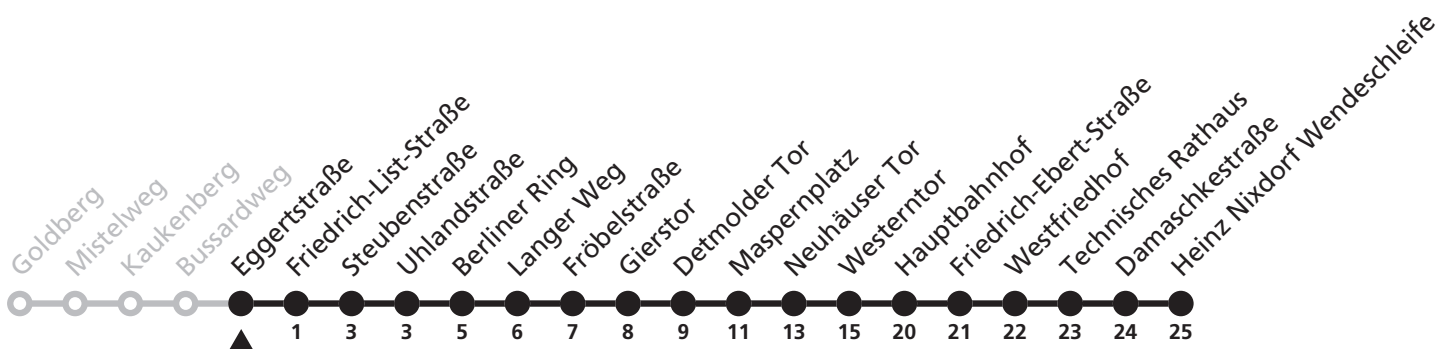 Goldberg
Mistelweg
Kaukenberg
Bussardweg
Eggertstraße
Friedrich-List-Straße
Steubenstraße
Uhlandstraße
Berliner Ring
Langer Weg
Fröbelstraße
Gierstor
Detmolder Tor
Maspernplatz
Neuhäuser Tor
Westerntor
Hauptbahnhof
Friedrich-Ebert-Straße
Westfriedhof
Technisches Rathaus
Damaschkestraße
Heinz Nixdorf Wendeschleife
1 3 3 5 6 7 8 9 11 13 15 20 21 22 23 24 25